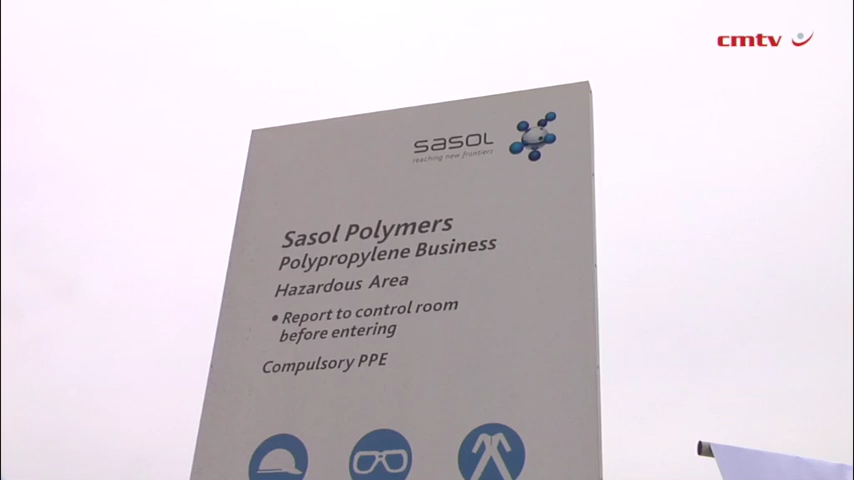 cmtv
sasol
reaching new frontiers
Sasol Polymers
Polypropylene Business
Hazardous Area
• Report to control room
before entering
Compulsory PPE